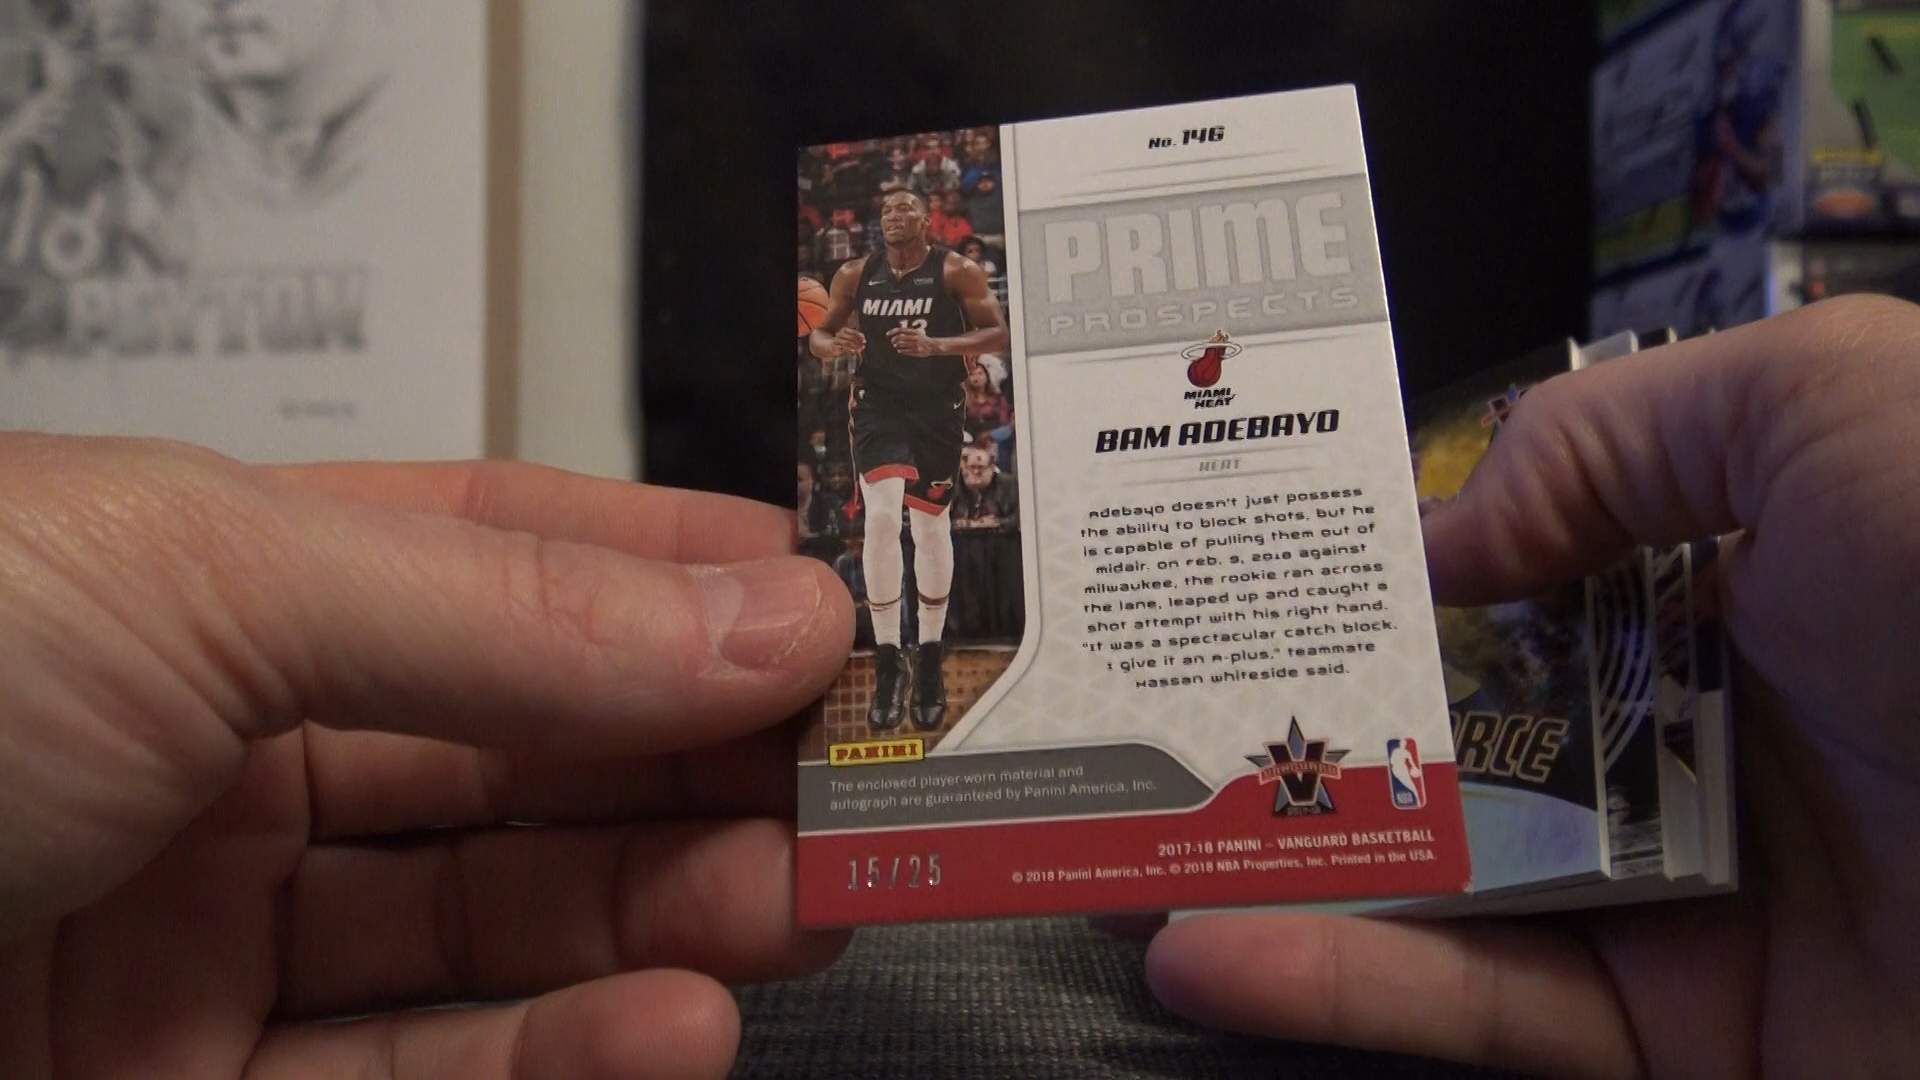 No. 146
PRIME
PROSPECTS
MIAMI
HEAT
BAM ADEBAYO
HEAT
Adebayo doesn't just possess
the ability to block shots, but he
is capable of pulling them out of
midair. On Feb. 9, 2018 against
Milwaukee, the rookie ran across
the lane, leaped up and caught a
shot attempt with his right hand.
"It was a spectacular catch block.
I give it an A-plus," teammate
Hassan Whiteside said.
MIAMI
13
PANINI
The enclosed player-worn material and
autograph are guaranteed by Panini America, Inc.
VANGUARD
NBA
15/25
2017-18 PANINI – VANGUARD BASKETBALL
© 2018 Panini America, Inc. © 2018 NBA Properties, Inc. Printed in the USA.
RCE